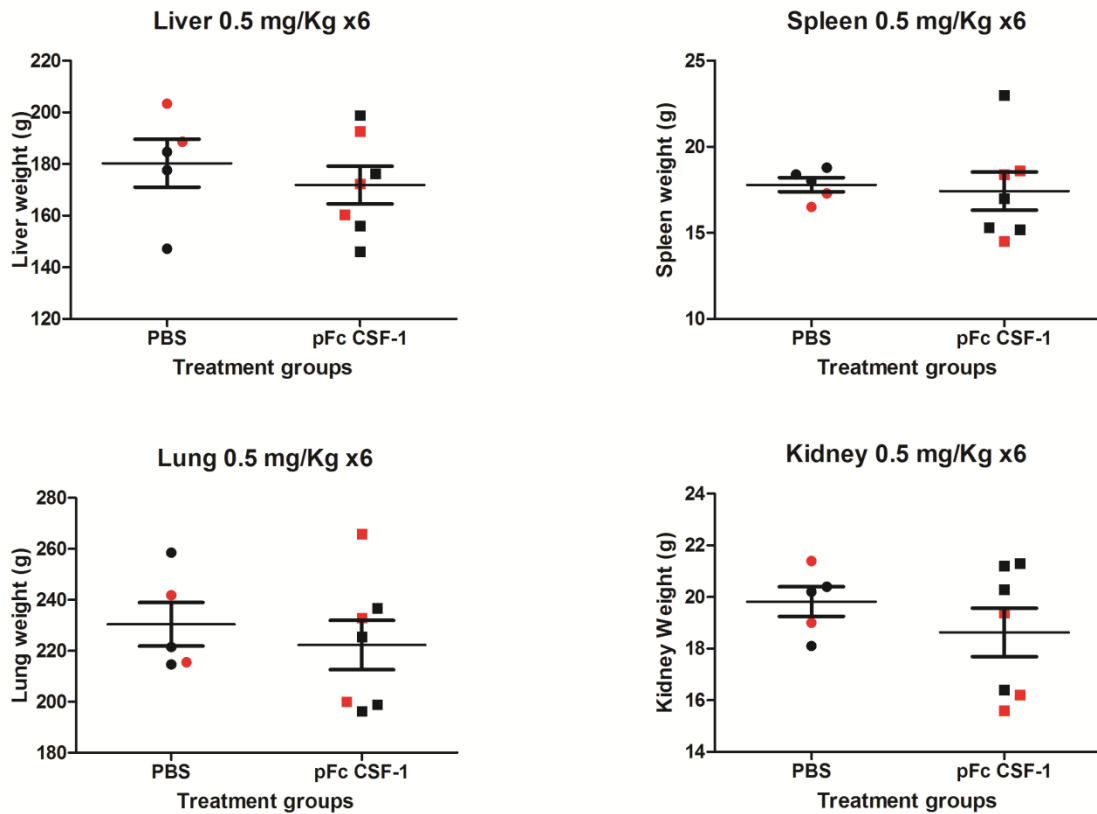 Liver 0.5 mg/Kg x6
Liver weight (g)
220
200
180
160
140
120
PBS
pFc CSF-1
Treatment groups
Spleen 0.5 mg/Kg x6
Spleen weight (g)
25
20
15
10
PBS
pFc CSF-1
Treatment groups
Lung 0.5 mg/Kg x6
Lung weight (g)
280
260
240
220
200
180
PBS
pFc CSF-1
Treatment groups
Kidney 0.5 mg/Kg x6
Kidney Weight (g)
24
22
20
18
16
14
PBS
pFc CSF-1
Treatment groups